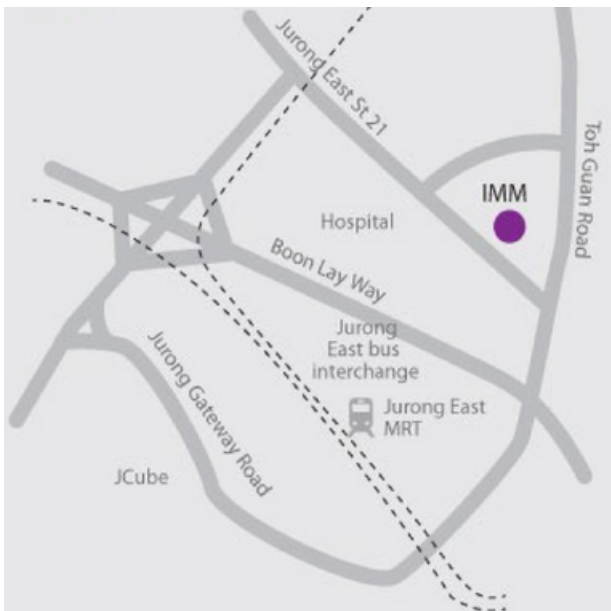 Jurong East St 21
Toh Guan Road
IMM
Hospital
Boon Lay Way
Jurong
East bus
interchange
Jurong Gateway Road
Jurong East
MRT
JCube